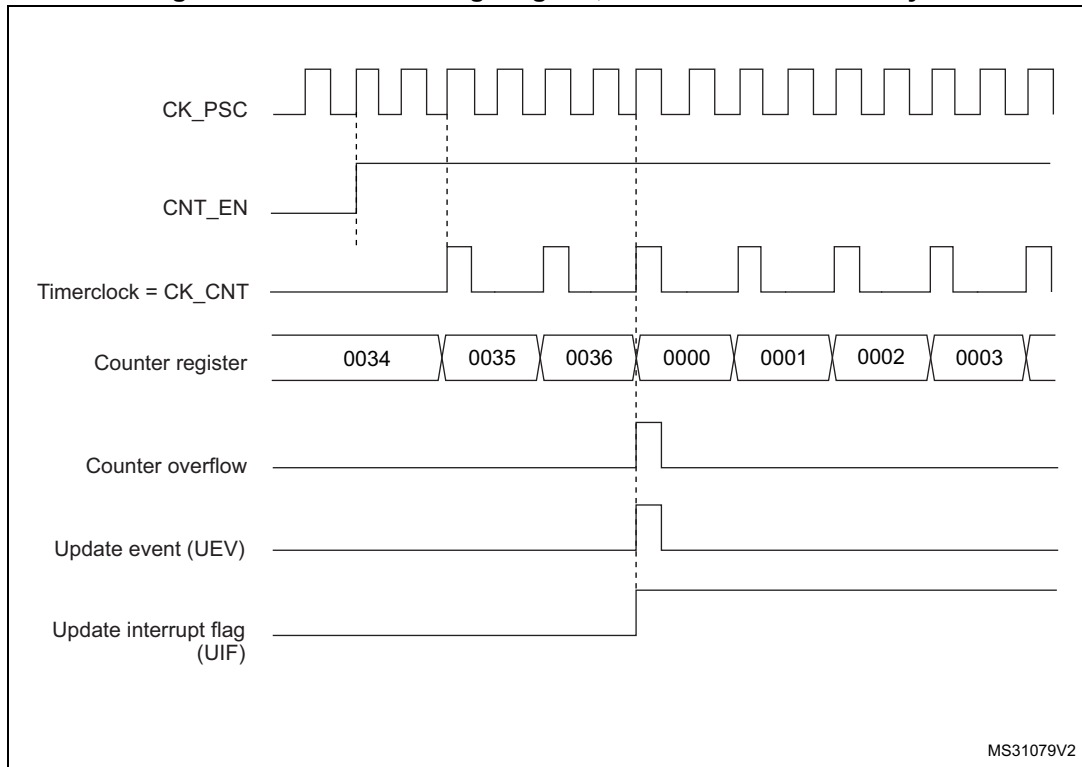 CK_PSC
CNT_EN
Timerclock = CK_CNT
Counter register
0034 0035 0036 0000 0001 0002 0003
Counter overflow
Update event (UEV)
Update interrupt flag
(UIF)
MS31079V2